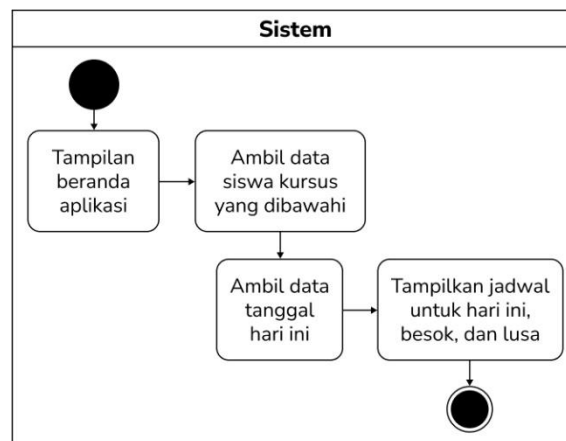 Sistem
Tampilan
beranda
aplikasi
Ambil data
siswa kursus
yang dibawahi
Ambil data
tanggal
hari ini
Tampilkan jadwal
untuk hari ini,
besok, dan lusa